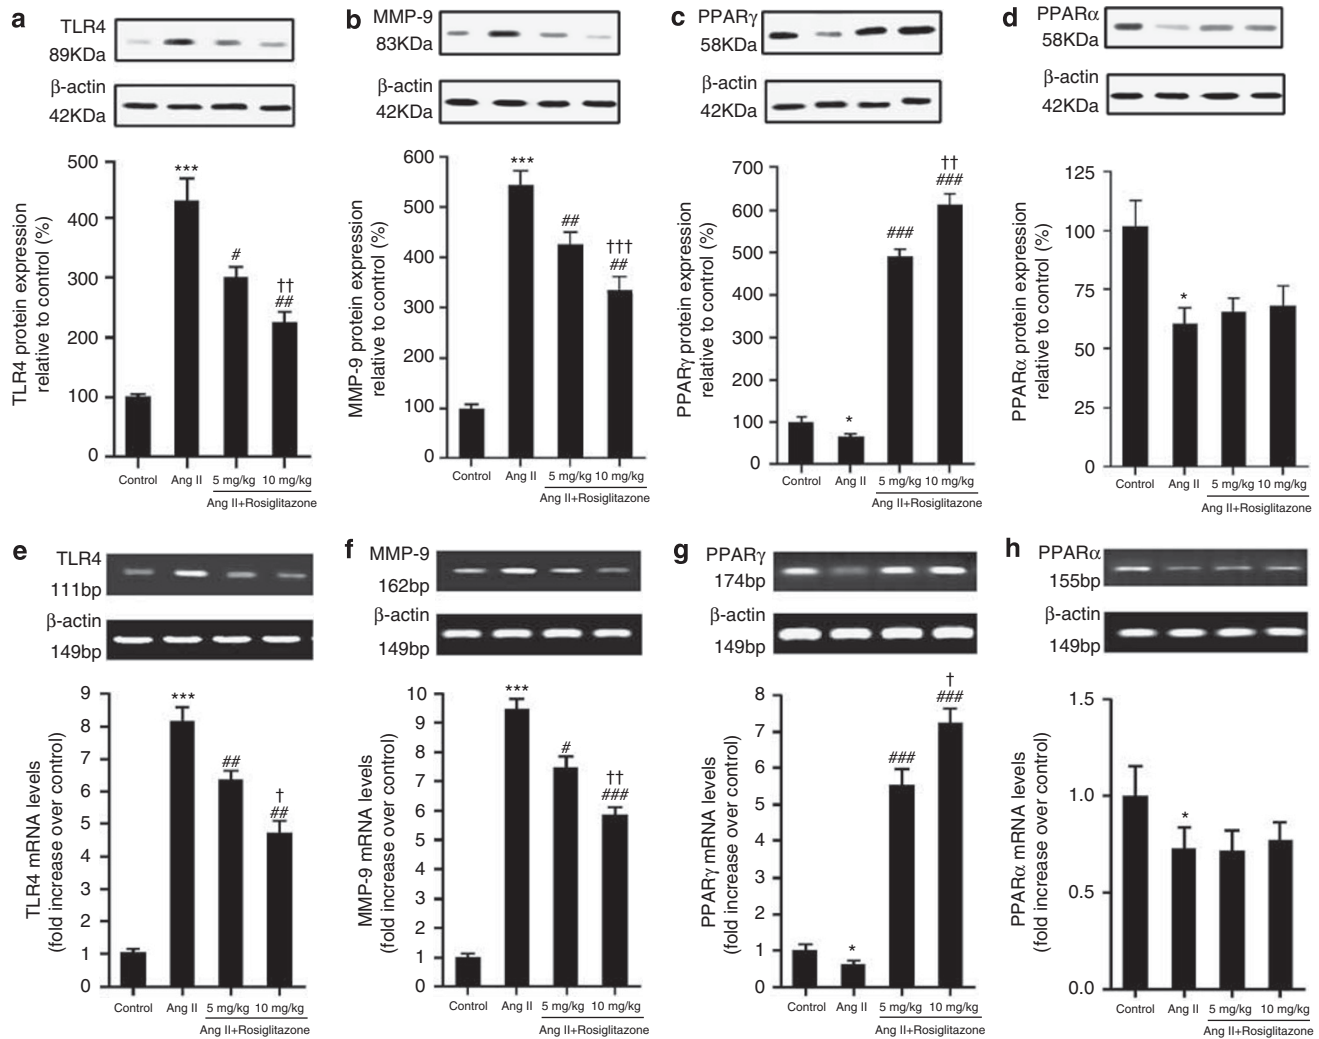 a
TLR4
89KDa
β-actin
42KDa
TLR4 protein expression
relative to control (%)
500
400
300
200
100
0
***
#
††
##
Control
Ang II
5 mg/kg
10 mg/kg
Ang II+Rosiglitazone
b
MMP-9
83KDa
β-actin
42KDa
MMP-9 protein expression
relative to control (%)
600
500
400
300
200
100
0
***
##
†††
##
Control
Ang II
5 mg/kg
10 mg/kg
Ang II+Rosiglitazone
c
PPARγ
58KDa
β-actin
42KDa
PPARγ protein expression
relative to control (%)
700
600
500
400
300
200
100
0
*
###
††
###
Control
Ang II
5 mg/kg
10 mg/kg
Ang II+Rosiglitazone
d
PPARα
58KDa
β-actin
42KDa
PPARα protein expression
relative to control (%)
125
100
75
50
25
0
*
Control
Ang II
5 mg/kg
10 mg/kg
Ang II+Rosiglitazone
e
TLR4
111bp
β-actin
149bp
TLR4 mRNA levels
(fold increase over control)
9
8
7
6
5
4
3
2
1
0
***
##
†
##
Control
Ang II
5 mg/kg
10 mg/kg
Ang II+Rosiglitazone
f
MMP-9
162bp
β-actin
149bp
MMP-9 mRNA levels
(fold increase over control)
10
9
8
7
6
5
4
3
2
1
0
***
#
††
###
Control
Ang II
5 mg/kg
10 mg/kg
Ang II+Rosiglitazone
g
PPARγ
174bp
β-actin
149bp
PPARγ mRNA levels
(fold increase over control)
8
7
6
5
4
3
2
1
0
*
###
†
###
Control
Ang II
5 mg/kg
10 mg/kg
Ang II+Rosiglitazone
h
PPARα
155bp
β-actin
149bp
PPARα mRNA levels
(fold increase over control)
1.5
1.0
0.5
0.0
*
Control
Ang II
5 mg/kg
10 mg/kg
Ang II+Rosiglitazone